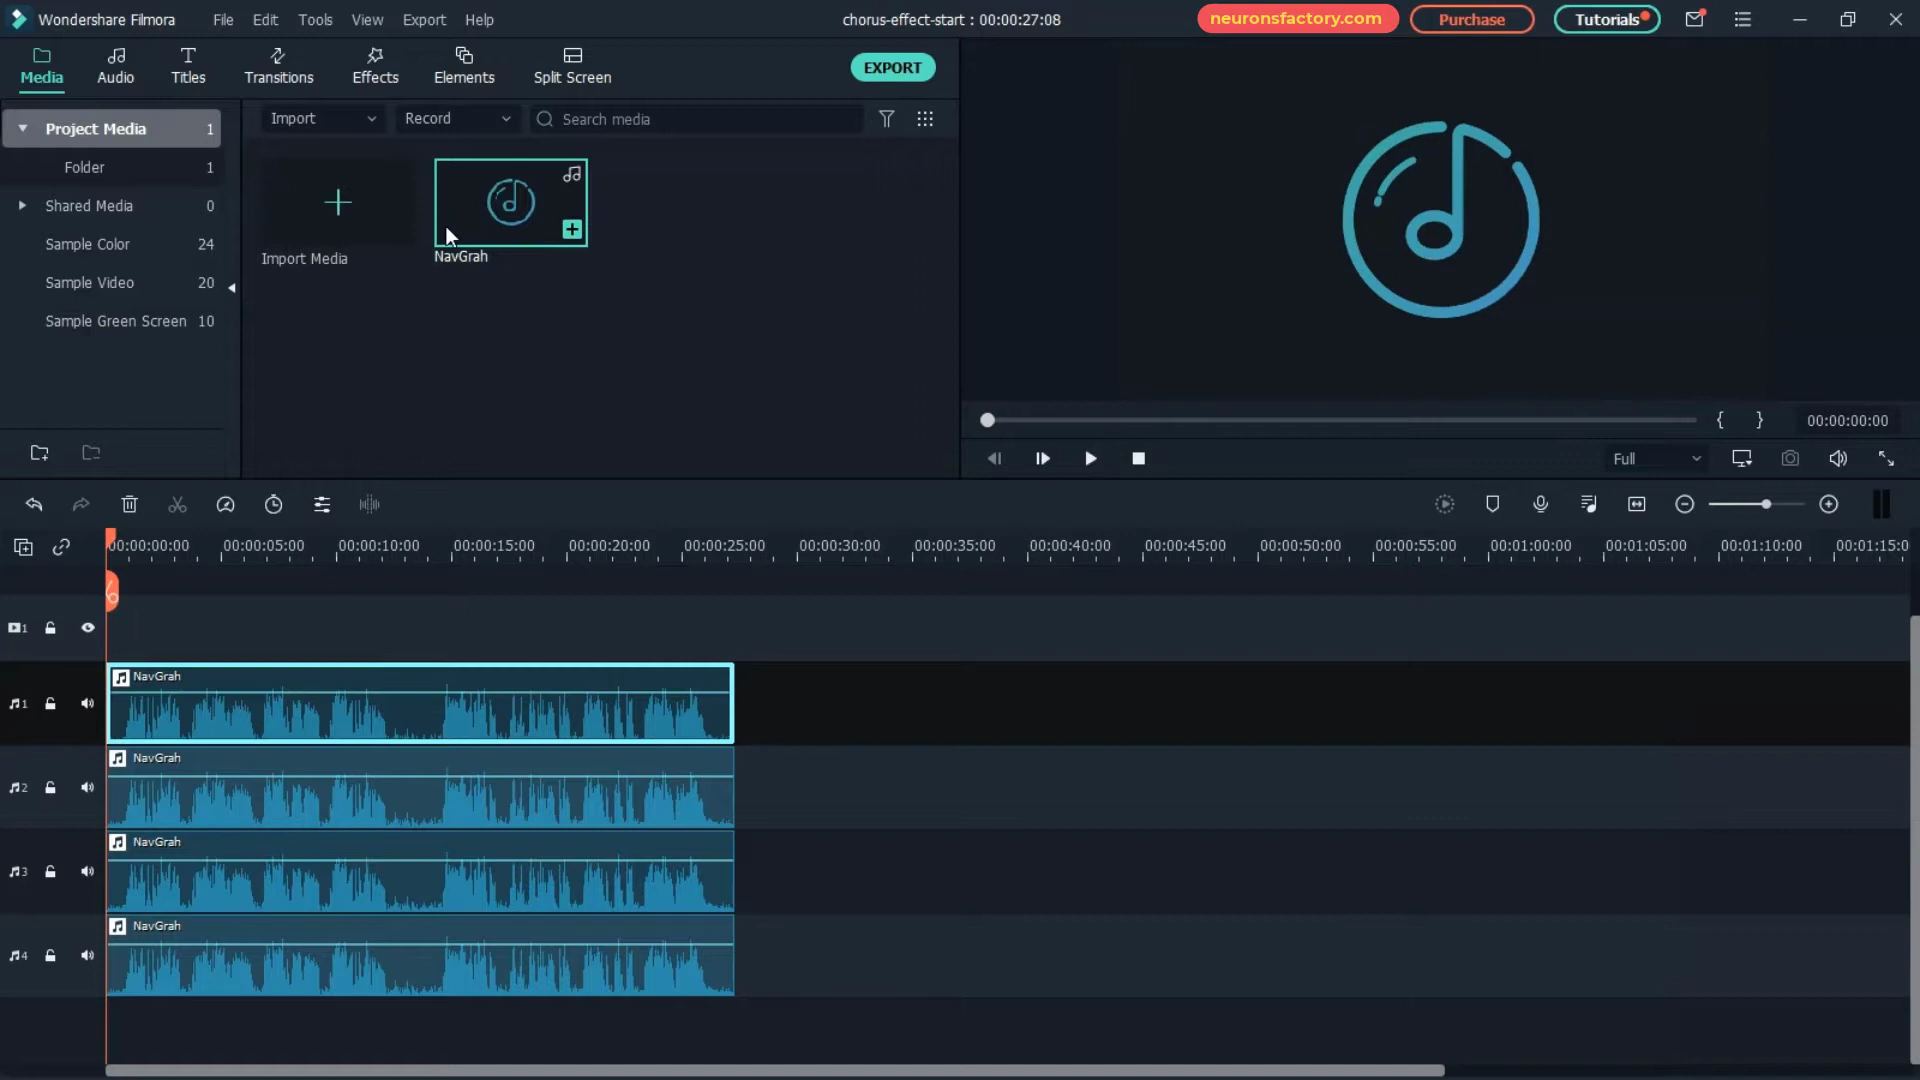 Wondershare Filmora
File
Edit
Tools
View
Export
Help
chorus-effect-start : 00:00:27:08
neuronsfactory.com
Purchase
Tutorials
Media
Audio
Titles
Transitions
Effects
Elements
Split Screen
EXPORT
Project Media 1
Folder 1
Shared Media 0
Sample Color 24
Sample Video 20
Sample Green Screen 10
Import
Record
Search media
Import Media
NavGrah
{ }
00:00:00:00
Full
00:00:00:00 00:00:05:00 00:00:10:00 00:00:15:00 00:00:20:00 00:00:25:00 00:00:30:00 00:00:35:00 00:00:40:00 00:00:45:00 00:00:50:00 00:00:55:00 00:01:00:00 00:01:05:00 00:01:10:00 00:01:15:0
1
1 NavGrah
2 NavGrah
3 NavGrah
4 NavGrah